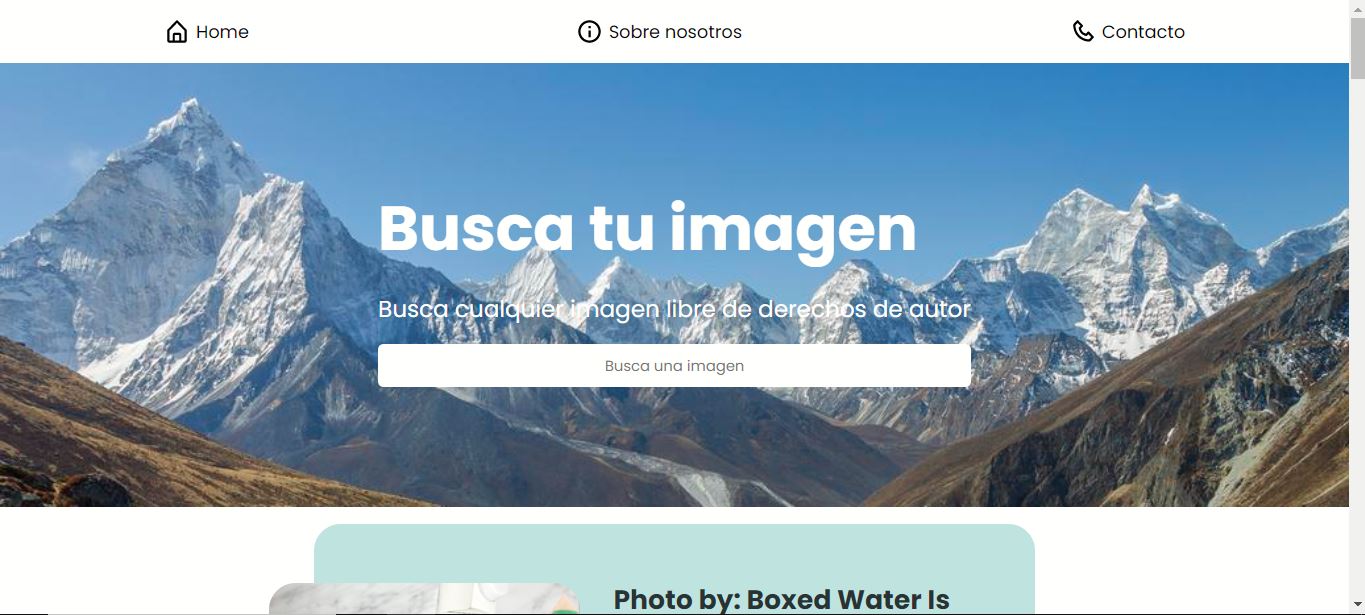 Home
Sobre nosotros
Contacto
Busca tu imagen
Busca cualquier imagen libre de derechos de autor
Busca una imagen
Photo by: Boxed Water Is